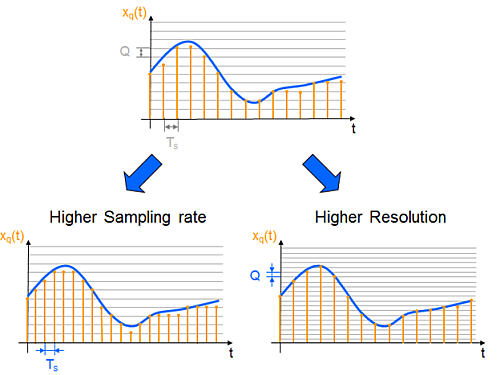 xq(t)
Q
t
Ts
Higher Sampling rate
Higher Resolution
xq(t)
t
Ts
xq(t)
Q
t